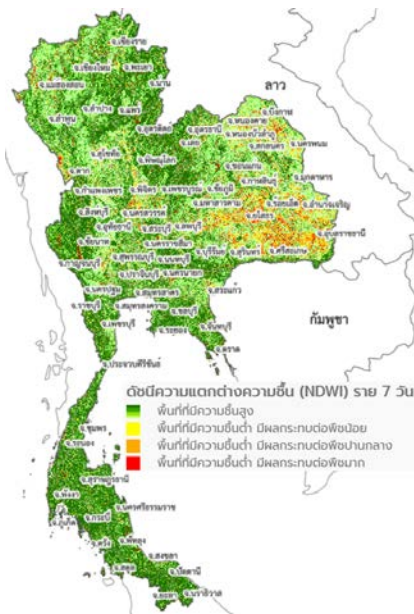 จ.เชียงราย
จ.เชียงใหม่
จ.พะเยา
จ.แม่ฮ่องสอน
จ.น่าน
ลาว
จ.ลำปาง
จ.แพร่
จ.ลำพูน
จ.อุตรดิตถ์
จ.เลย
จ.อุดรธานี
จ.หนองคาย
จ.บึงกาฬ
จ.หนองบัวลำภู
จ.สกลนคร
จ.นครพนม
จ.สุโขทัย
จ.พิษณุโลก
จ.ขอนแก่น
จ.ตาก
จ.กาฬสินธุ์
จ.มุกดาหาร
จ.กำแพงเพชร
จ.พิจิตร
จ.เพชรบูรณ์
จ.ชัยภูมิ
จ.มหาสารคาม
จ.ร้อยเอ็ด
จ.อำนาจเจริญ
จ.ยโสธร
จ.สิงห์บุรี
จ.นครสวรรค์
จ.อุทัยธานี
จ.สระบุรี
จ.ลพบุรี
จ.อุบลราชธานี
จ.ชัยนาท
จ.นครราชสีมา
จ.บุรีรัมย์
จ.สุรินทร์
จ.ศรีสะเกษ
จ.กาญจนบุรี
จ.สุพรรณบุรี
จ.นนทบุรี
จ.ปราจีนบุรี
จ.นครนายก
จ.สระแก้ว
จ.นครปฐม
จ.สมุทรสาคร
จ.ราชบุรี
จ.สมุทรสงคราม
จ.ชลบุรี
จ.เพชรบุรี
จ.ระยอง
จ.จันทบุรี
กัมพูชา
จ.ตราด
จ.ประจวบคีรีขันธ์
ดัชนีความแตกต่างความชื้น (NDWI) ราย 7 วัน
พื้นที่ที่มีความชื้นสูง
พื้นที่ที่มีความชื้นต่ำ มีผลกระทบต่อพืชน้อย
พื้นที่ที่มีความชื้นต่ำ มีผลกระทบต่อพืชปานกลาง
พื้นที่ที่มีความชื้นต่ำ มีผลกระทบต่อพืชมาก
จ.ชุมพร
จ.ระนอง
จ.สุราษฎร์ธานี
จ.พังงา
จ.นครศรีธรรมราช
จ.ภูเก็ต
จ.กระบี่
จ.ตรัง
จ.พัทลุง
จ.สงขลา
จ.สตูล
จ.ปัตตานี
จ.ยะลา
จ.นราธิวาส